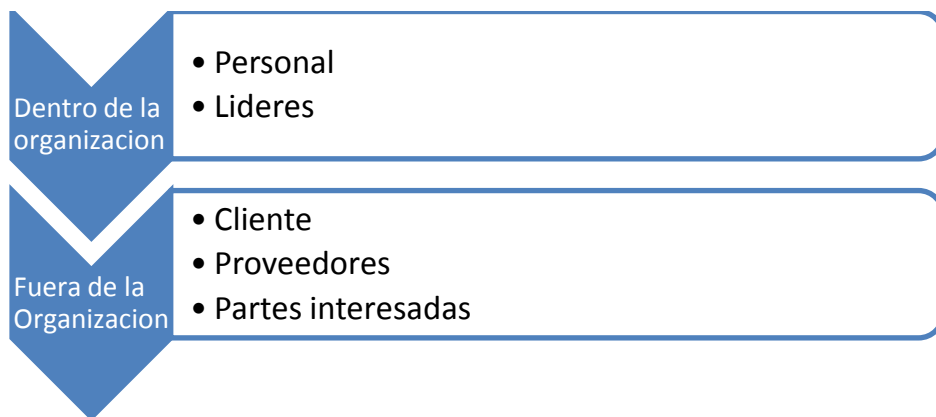 Dentro de la
organizacion
• Personal
• Lideres
Fuera de la
Organizacion
• Cliente
• Proveedores
• Partes interesadas